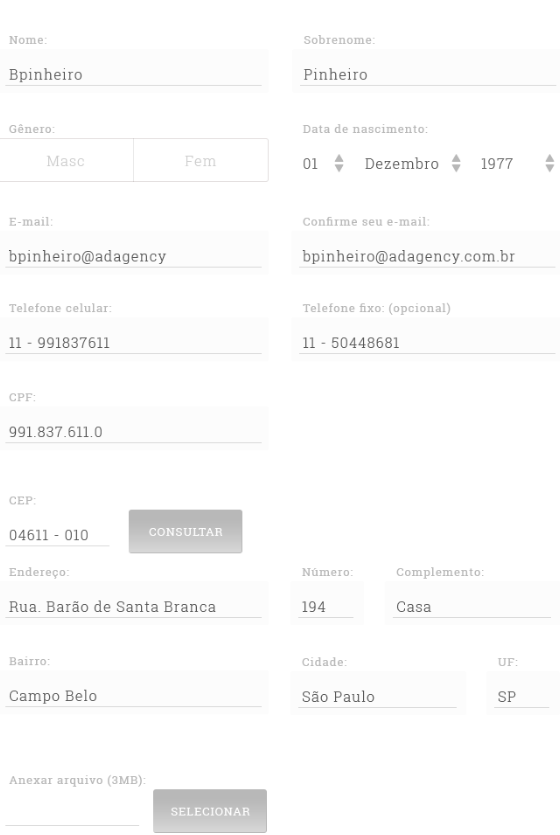 Nome: Sobrenome:
Bpinheiro Pinheiro
Gênero: Data de nascimento:
Masc Fem 01 Dezembro 1977
E-mail: Confirme seu e-mail:
bpinheiro@adagency bpinheiro@adagency.com.br
Telefone celular: Telefone fixo: (opcional)
11 - 991837611 11 - 50448681
CPF:
991.837.611.0
CEP:
04611 - 010 CONSULTAR
Endereço: Número: Complemento:
Rua. Barão de Santa Branca 194 Casa
Bairro: Cidade: UF:
Campo Belo São Paulo SP
Anexar arquivo (3MB):
SELECIONAR